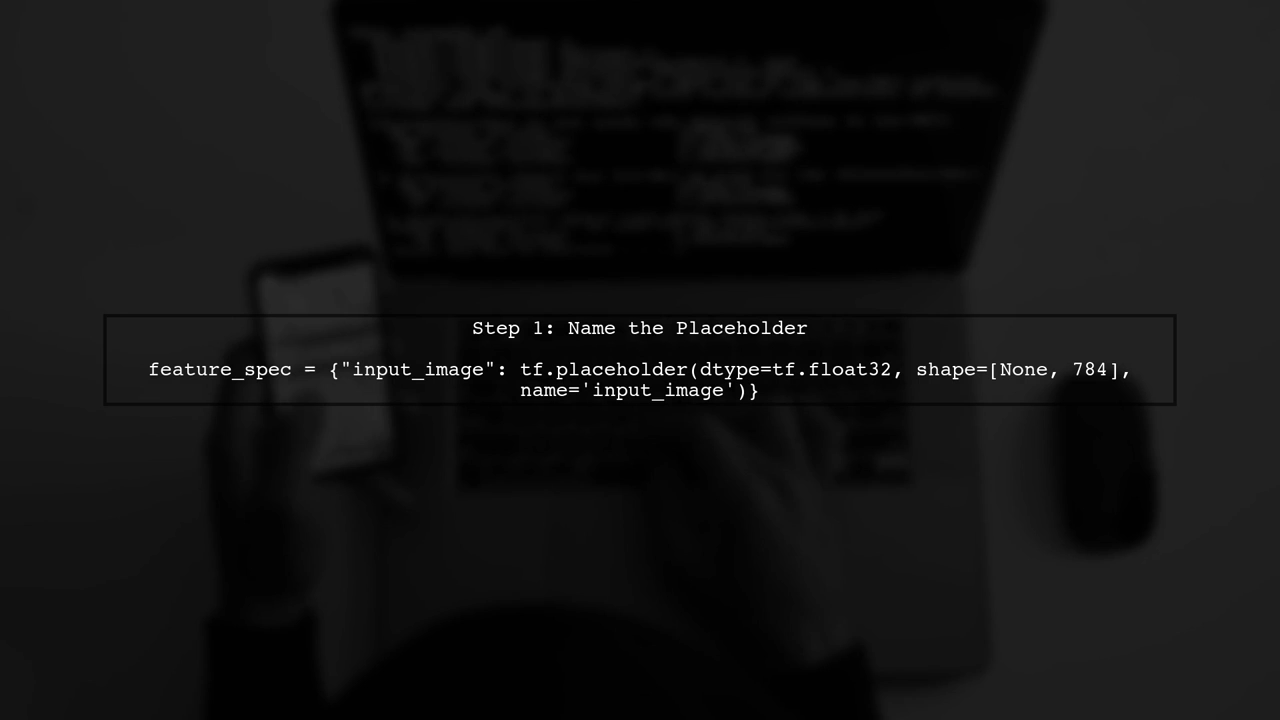 Step 1: Name the Placeholder
feature_spec = {"input_image": tf.placeholder(dtype=tf.float32, shape=[None, 784],
name='input_image')}